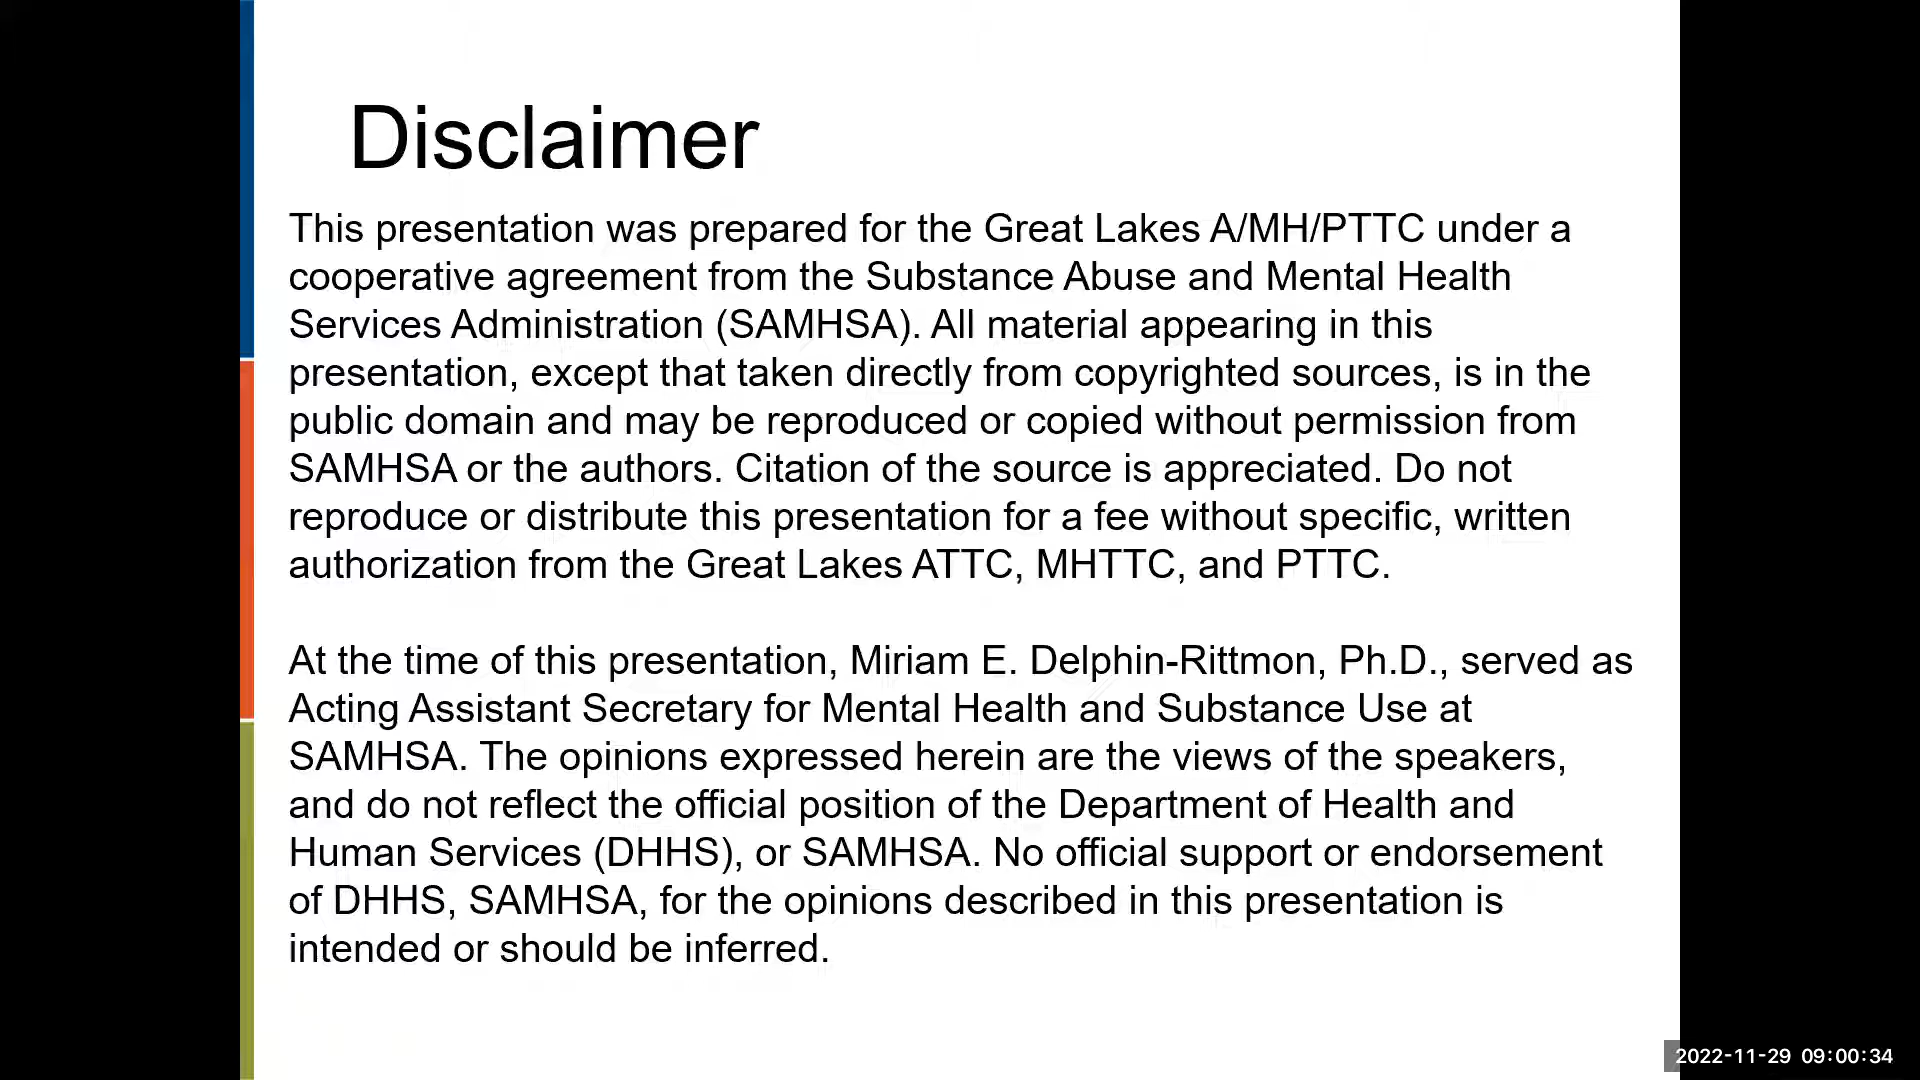 Disclaimer
This presentation was prepared for the Great Lakes A/MH/PTTC under a
cooperative agreement from the Substance Abuse and Mental Health
Services Administration (SAMHSA). All material appearing in this
presentation, except that taken directly from copyrighted sources, is in the
public domain and may be reproduced or copied without permission from
SAMHSA or the authors. Citation of the source is appreciated. Do not
reproduce or distribute this presentation for a fee without specific, written
authorization from the Great Lakes ATTC, MHTTC, and PTTC.
At the time of this presentation, Miriam E. Delphin-Rittmon, Ph.D., served as
Acting Assistant Secretary for Mental Health and Substance Use at
SAMHSA. The opinions expressed herein are the views of the speakers,
and do not reflect the official position of the Department of Health and
Human Services (DHHS), or SAMHSA. No official support or endorsement
of DHHS, SAMHSA, for the opinions described in this presentation is
intended or should be inferred.
2022-11-29 09:00:34